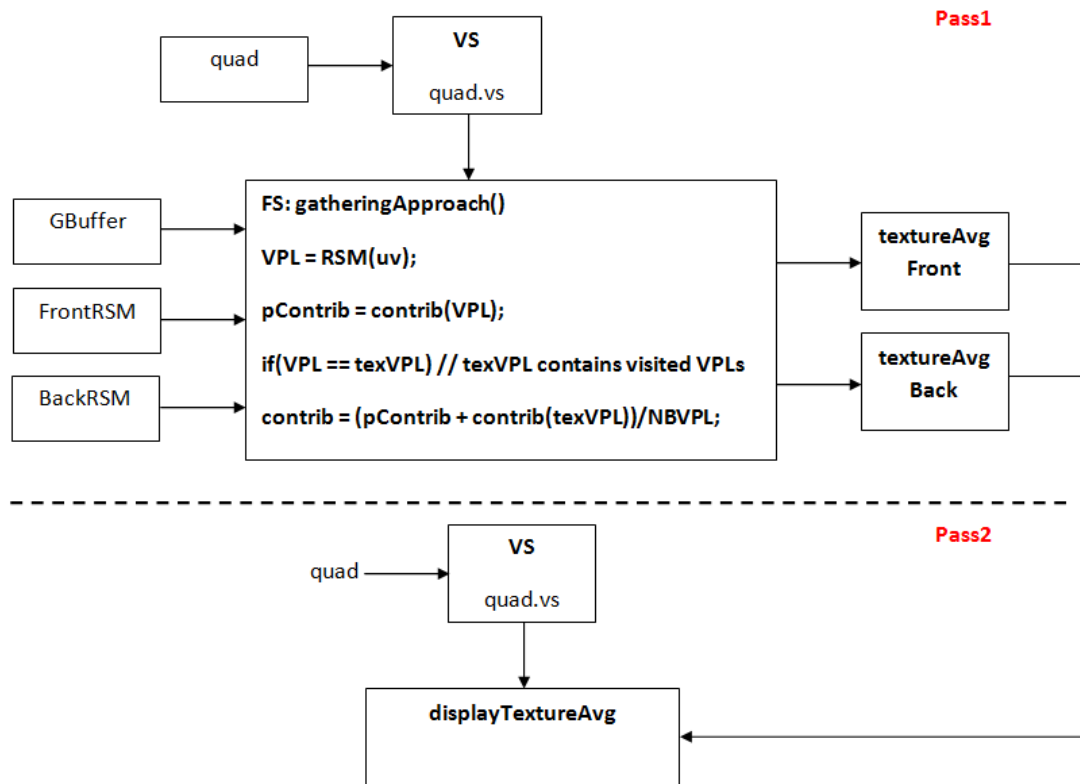 Pass1
quad
VS
quad.vs
GBuffer
FrontRSM
BackRSM
FS: gatheringApproach()
VPL = RSM(uv);
pContrib = contrib(VPL);
if(VPL == texVPL) // texVPL contains visited VPLs
contrib = (pContrib + contrib(texVPL))/NBVPL;
textureAvg
Front
textureAvg
Back
Pass2
quad
VS
quad.vs
displayTextureAvg